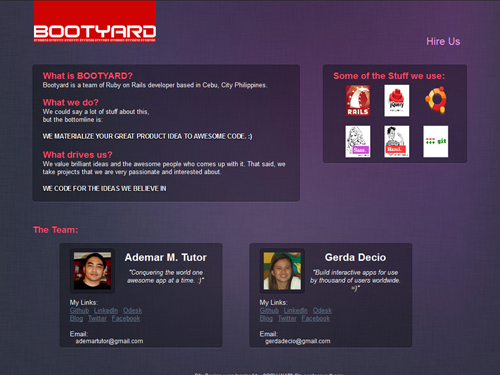 BOOTYARD
Hire Us
What is BOOTYARD?
Bootyard is a team of Ruby on Rails developer based in Cebu, City Philippines.
What we do?
We could say a lot of stuff about this,
but the bottomline is:
WE MATERIALIZE YOUR GREAT PRODUCT IDEA TO AWESOME CODE. :)
What drives us?
We value brilliant ideas and the awesome people who comes up with it. That said, we
take projects that we are very passionate and interested about.
WE CODE FOR THE IDEAS WE BELIEVE IN
Some of the Stuff we use:
RAILS
jQuery
Sass.
Haml.
git
The Team:
Ademar M. Tutor
"Conquering the world one
awesome app at a time. :)"
My Links:
Github LinkedIn Odesk
Blog Twitter Facebook
Email:
ademartutor@gmail.com
Gerda Decio
"Build interactive apps for use
by thousand of users worldwide.
=)"
My Links:
Github LinkedIn Odesk
Blog Twitter Facebook
Email:
gerdadecio@gmail.com